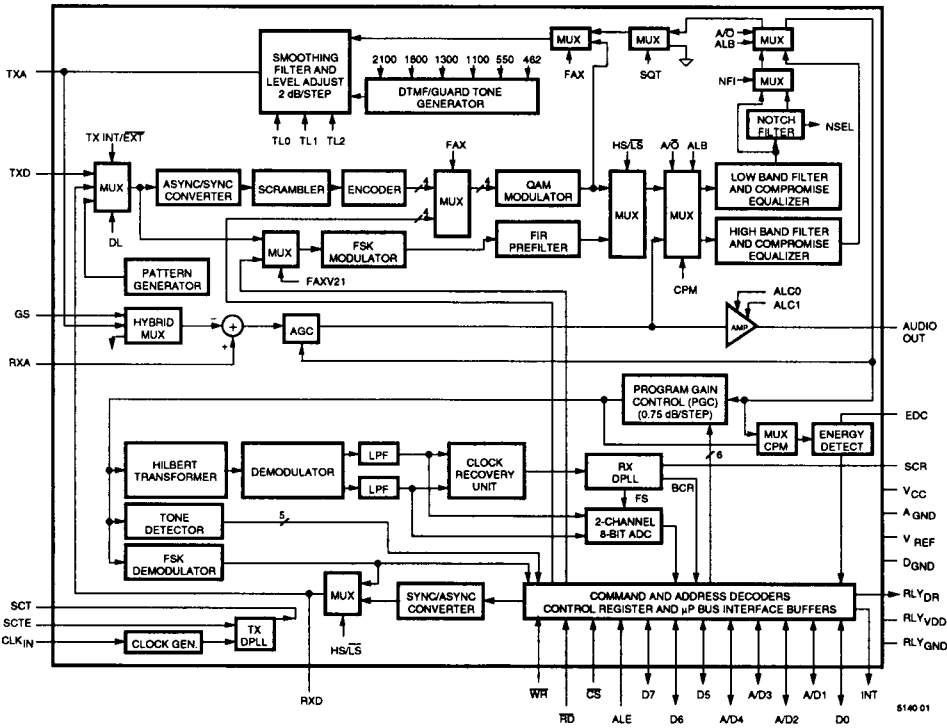 TXA
SMOOTHING
FILTER AND
LEVEL ADJUST
2 dB/STEP
TL0 TL1 TL2
2100 1800 1300 1100 550 462
DTMF/GUARD TONE
GENERATOR
MUX
FAX
MUX
SQT
A/O̅
ALB
MUX
NFI
MUX
NOTCH
FILTER
NSEL
TX INT/E̅X̅T̅
TXD
MUX
DL
ASYNC/SYNC
CONVERTER
SCRAMBLER
ENCODER
4
4
FAX
MUX
4
QAM
MODULATOR
HS/L̅S̅
MUX
A/O̅ ALB
MUX
CPM
LOW BAND FILTER
AND COMPROMISE
EQUALIZER
HIGH BAND FILTER
AND COMPROMISE
EQUALIZER
MUX
FAXV21
FSK
MODULATOR
FIR
PREFILTER
PATTERN
GENERATOR
GS
HYBRID
MUX
−
+
+
AGC
RXA
ALC0
ALC1
AMP
AUDIO
OUT
PROGRAM GAIN
CONTROL (PGC)
(0.75 dB/STEP)
6
MUX
CPM
ENERGY
DETECT
EDC
HILBERT
TRANSFORMER
DEMODULATOR
LPF
LPF
CLOCK
RECOVERY
UNIT
RX
DPLL
FS
BCR
2-CHANNEL
8-BIT ADC
SCR
VCC
AGND
VREF
DGND
TONE
DETECTOR
5
FSK
DEMODULATOR
MUX
HS/L̅S̅
SYNC/ASYNC
CONVERTER
COMMAND AND ADDRESS DECODERS
CONTROL REGISTER AND µP BUS INTERFACE BUFFERS
RLYDR
RLYVDD
RLYGND
SCT
SCTE
CLKIN
CLOCK GEN.
TX
DPLL
RXD
W̅R̅
R̅D̅
C̅S̅
ALE
D7
D6
D5
A/D4
A/D3
A/D2
A/D1
D0
INT
5140 01